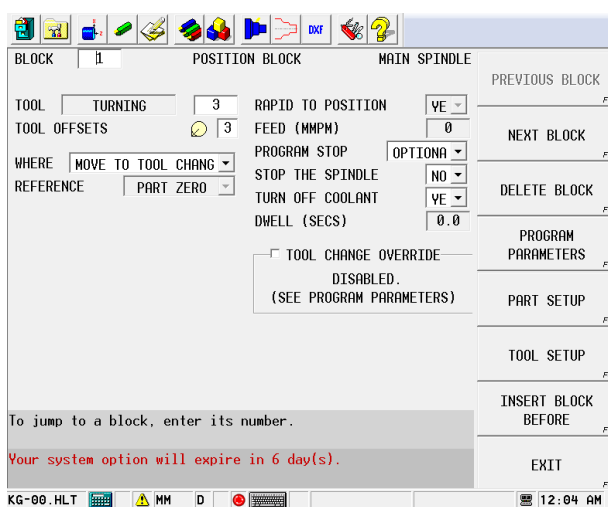 DXF
BLOCK 1 POSITION BLOCK MAIN SPINDLE
PREVIOUS BLOCK
F
TOOL TURNING 3 RAPID TO POSITION YE
TOOL OFFSETS 3 FEED (MMPM) 0
NEXT BLOCK
PROGRAM STOP OPTIONA
WHERE MOVE TO TOOL CHANG
STOP THE SPINDLE NO
REFERENCE PART ZERO
TURN OFF COOLANT YE
DELETE BLOCK
F
DWELL (SECS) 0.0
PROGRAM
PARAMETERS
F
TOOL CHANGE OVERRIDE
DISABLED.
(SEE PROGRAM PARAMETERS)
PART SETUP
F
TOOL SETUP
F
INSERT BLOCK
BEFORE
F
To jump to a block, enter its number.
Your system option will expire in 6 day(s).
EXIT
F
KG-00.HLT MM D 12:04 AM